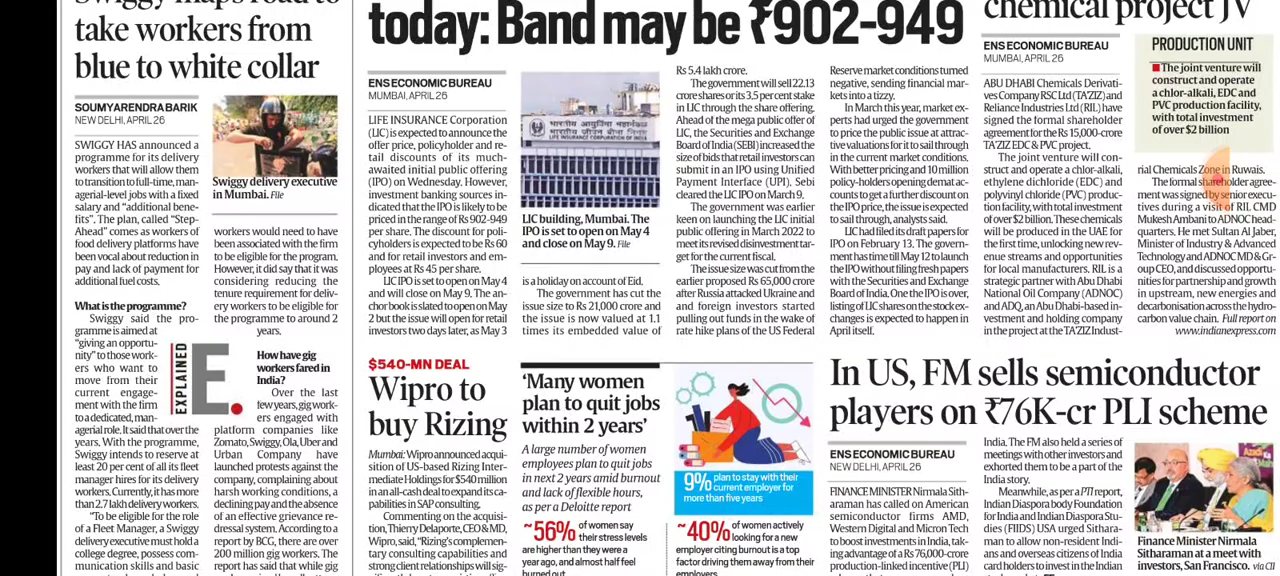 Swiggy maps road to
take workers from
blue to white collar
SOUMYARENDRA BARIK
NEW DELHI, APRIL 26
SWIGGY HAS announced a
programme for its delivery
workers that will allow them
to transition to full-time, man-
agerial-level jobs with a fixed
salary and "additional bene-
fits". The plan, called "Step-
Ahead" comes as workers of
food delivery platforms have
been vocal about reduction in
pay and lack of payment for
additional fuel costs.
What is the programme?
Swiggy said the pro-
gramme is aimed at
"giving an opportu-
nity" to those work-
ers who want to
move from their
current engage-
ment with the firm
to a dedicated, man-
agerial role. It said that over the
years. With the programme,
Swiggy intends to reserve at
least 20 per cent of all its fleet
manager hires for its delivery
workers. Currently, it has more
than 2.7 lakh delivery workers.
"To be eligible for the role
of a Fleet Manager, a Swiggy
delivery executive must hold a
college degree, possess com-
munication skills and basic
Swiggy delivery executive
in Mumbai. File
workers would need to have
been associated with the firm
to be eligible for the program.
However, it did say that it was
considering reducing the
tenure requirement for deliv-
ery workers to be eligible for
the programme to around 2
years.
EXPLAINED
E.
How have gig
workers fared in
India?
Over the last
few years, gig work-
ers engaged with
platform companies like
Zomato, Swiggy, Ola, Uber and
Urban Company have
launched protests against the
company, complaining about
harsh working conditions, a
declining pay and the absence
of an effective grievance re-
dressal system. According to a
report by BCG, there are over
200 million gig workers. The
report has said that while gig
today: Band may be ₹902-949
ENS ECONOMIC BUREAU
MUMBAI, APRIL 26
LIFE INSURANCE Corporation
(LIC) is expected to announce the
offer price, policyholder and re-
tail discounts of its much-
awaited initial public offering
(IPO) on Wednesday. However,
investment banking sources in-
dicated that the IPO is likely to be
priced in the range of Rs 902-949
per share. The discount for poli-
cyholders is expected to be Rs 60
and for retail investors and em-
ployees at Rs 45 per share.
LIC IPO is set to open on May 4
and will close on May 9. The an-
chor book is slated to open on May
2 but the issue will open for retail
investors two days later, as May 3
भारतीय जीवन बीमा निगम
LIFE INSURANCE CORPORATION OF INDIA
LIC building, Mumbai. The
IPO is set to open on May 4
and close on May 9. File
is a holiday on account of Eid.
The government has cut the
issue size to Rs 21,000 crore and
the issue is now valued at 1.1
times its embedded value of
Rs 5.4 lakh crore.
The government will sell 22.13
crore shares or its 3.5 per cent stake
in LIC through the share offering.
Ahead of the mega public offer of
LIC, the Securities and Exchange
Board of India (SEBI) increased the
size of bids that retail investors can
submit in an IPO using Unified
Payment Interface (UPI). Sebi
cleared the LIC IPO on March 9.
The government was earlier
keen on launching the LIC initial
public offering in March 2022 to
meet its revised disinvestment tar-
get for the current fiscal.
The issue size was cut from the
earlier proposed Rs 65,000 crore
after Russia attacked Ukraine and
and foreign investors started
pulling out funds in the wake of
rate hike plans of the US Federal
Reserve market conditions turned
negative, sending financial mar-
kets into a tizzy.
In March this year, market ex-
perts had urged the government
to price the public issue at attrac-
tive valuations for it to sail through
in the current market conditions.
With better pricing and 10 million
policy-holders opening demat ac-
counts to get a further discount on
the IPO price, the issue is expected
to sail through, analysts said.
LIC had filed its draft papers for
IPO on February 13. The govern-
ment has time till May 12 to launch
the IPO without filing fresh papers
with the Securities and Exchange
Board of India. One the IPO is over,
listing of LIC shares on the stock ex-
changes is expected to happen in
April itself.
chemical project JV
ENS ECONOMIC BUREAU
MUMBAI, APRIL 26
ABU DHABI Chemicals Derivati-
ves Company RSC Ltd (TA'ZIZ) and
Reliance Industries Ltd (RIL) have
signed the formal shareholder
agreement for the Rs 15,000-crore
TA'ZIZ EDC & PVC project.
The joint venture will con-
struct and operate a chlor-alkali,
ethylene dichloride (EDC) and
polyvinyl chloride (PVC) produc-
tion facility, with total investment
of over $2 billion. These chemicals
will be produced in the UAE for
the first time, unlocking new rev-
enue streams and opportunities
for local manufacturers. RIL is a
strategic partner with Abu Dhabi
National Oil Company (ADNOC)
and ADQ, an Abu Dhabi-based in-
vestment and holding company
in the project at the TA'ZIZ Indust-
PRODUCTION UNIT
■ The joint venture will
construct and operate
a chlor-alkali, EDC and
PVC production facility,
with total investment
of over $2 billion
rial Chemicals Zone in Ruwais.
The formal shareholder agree-
ment was signed by senior execu-
tives during a visit of RIL CMD
Mukesh Ambani to ADNOC head-
quarters. He met Sultan Al Jaber,
Minister of Industry & Advanced
Technology and ADNOC MD & Gr-
oup CEO, and discussed opportu-
nities for partnership and growth
in upstream, new energies and
decarbonisation across the hydro-
carbon value chain. Full report on
www.indianexpress.com
$540-MN DEAL
Wipro to
buy Rizing
Mumbai: Wipro announced acqui-
sition of US-based Rizing Inter-
mediate Holdings for $540 million
in an all-cash deal to expand its ca-
pabilities in SAP consulting.
Commenting on the acquisi-
tion, Thierry Delaporte, CEO & MD,
Wipro, said, "Rizing's complemen-
tary consulting capabilities and
strong client relationships will sig-
'Many women
plan to quit jobs
within 2 years'
A large number of women
employees plan to quit jobs
in next 2 years amid burnout
and lack of flexible hours,
as per a Deloitte report
~56% of women say
their stress levels
are higher than they were a
year ago, and almost half feel
burned out
9% plan to stay with their
current employer for
more than five years
~40% of women actively
looking for a new
employer citing burnout is a top
factor driving them away from their
employers
In US, FM sells semiconductor
players on ₹76K-cr PLI scheme
ENS ECONOMIC BUREAU
NEW DELHI, APRIL 26
FINANCE MINISTER Nirmala Sith-
araman has called on American
semiconductor firms AMD,
Western Digital and Micron Tech
to boost investments in India, tak-
ing advantage of a Rs 76,000-crore
production-linked incentive (PLI)
India. The FM also held a series of
meetings with other investors and
exhorted them to be a part of the
India story.
Meanwhile, as per a PTI report,
Indian Diaspora body Foundation
for India and Indian Diaspora Stu-
dies (FIIDS) USA urged Sithara-
man to allow non-resident Indi-
ans and overseas citizens of India
card holders to invest in the Indian
Finance Minister Nirmala
Sitharaman at a meet with
investors, San Francisco. via CII